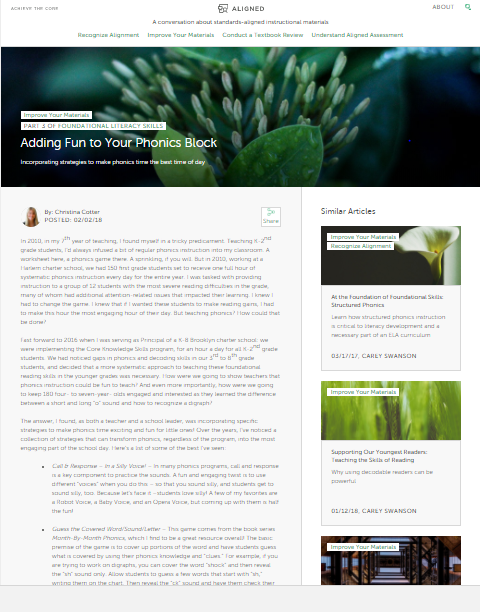 ACHIEVE THE CORE
ALIGNED
ABOUT
A conversation about standards-aligned instructional materials
Recognize Alignment Improve Your Materials Conduct a Textbook Review Understand Aligned Assessment
Improve Your Materials
PART 3 OF FOUNDATIONAL LITERACY SKILLS
Adding Fun to Your Phonics Block
Incorporating strategies to make phonics time the best time of day
By: Christina Cotter
POSTED: 02/02/18
Share
In 2010, in my 7th year of teaching, I found myself in a tricky predicament. Teaching K-2nd
grade students, I'd always infused a bit of regular phonics instruction into my classroom. A
worksheet here, a phonics game there. A sprinkling, if you will. But in 2010, working at a
Harlem charter school, we had 150 first grade students set to receive one full hour of
systematic phonics instruction every day for the entire year. I was tasked with providing
instruction to a group of 12 students with the most severe reading difficulties in the grade,
many of whom had additional attention-related issues that impacted their learning. I knew I
had to change the game. I knew that if I wanted these students to make reading gains, I had
to make this hour the most engaging hour of their day. But teaching phonics? How could that
be done?
Fast forward to 2016 when I was serving as Principal of a K-8 Brooklyn charter school; we
were implementing the Core Knowledge Skills program, for an hour a day for all K-2nd grade
students. We had noticed gaps in phonics and decoding skills in our 3rd to 8th grade
students, and decided that a more systematic approach to teaching these foundational
reading skills in the younger grades was necessary. How were we going to show teachers that
phonics instruction could be fun to teach? And even more importantly, how were we going
to keep 180 four- to seven-year-olds engaged and interested as they learned the difference
between a short and long "o" sound and how to recognize a digraph?
The answer, I found, as both a teacher and a school leader, was incorporating specific
strategies to make phonics time exciting and fun for little ones! Over the years, I've noticed a
collection of strategies that can transform phonics, regardless of the program, into the most
engaging part of the school day. Here's a list of some of the best I've seen:
• Call & Response – In a Silly Voice! – In many phonics programs, call and response
is a key component to practice the sounds. A fun and engaging twist is to use
different "voices" when you do this – so that you sound silly, and students get to
sound silly, too. Because let's face it - students love silly! A few of my favorites are
a Robot Voice, a Baby Voice, and an Opera Voice, but coming up with them is half
the fun!
• Guess the Covered Word/Sound/Letter – This game comes from the book series
Month-By-Month Phonics, which I find to be a great resource overall! The basic
premise of the game is to cover up portions of the word and have students guess
what is covered by using their phonics knowledge and "clues." For example, if you
are trying to work on digraphs, you can cover the word "shock" and then reveal
the "sh" sound only. Allow students to guess a few words that start with "sh,"
writing them on the chart. Then reveal the "ck" sound and have them check their
Similar Articles
Improve Your Materials
Recognize Alignment
At the Foundation of Foundational Skills:
Structured Phonics
Learn how structured phonics instruction
is critical to literacy development and a
necessary part of an ELA curriculum
03/17/17, CARLEY SWANSON
Improve Your Materials
Supporting Our Youngest Readers:
Teaching the Skills of Reading
Why using decodable readers can be
powerful
01/12/18, CARLEY SWANSON
Improve Your Materials